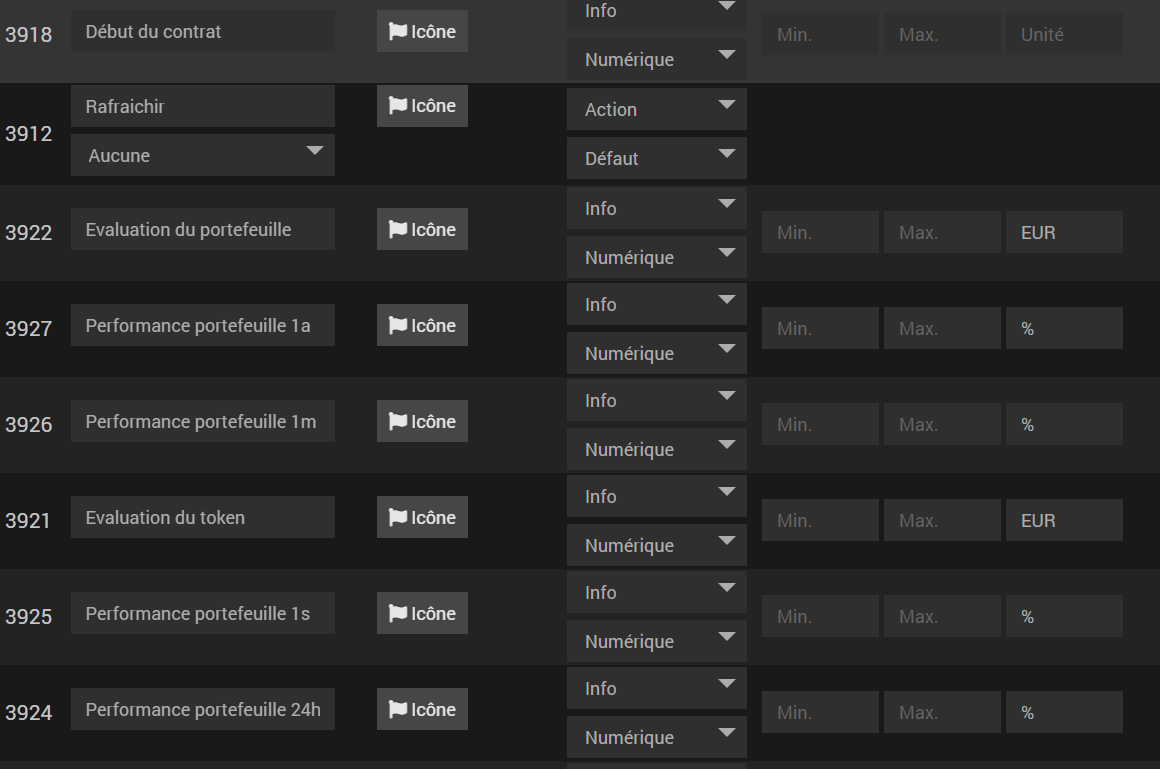 Info
3918 Début du contrat Icône Min. Max. Unité
Numérique
Rafraichir Icône Action
3912
Aucune Défaut
Info
3922 Evaluation du portefeuille Icône Min. Max. EUR
Numérique
Info
3927 Performance portefeuille 1a Icône Min. Max. %
Numérique
Info
3926 Performance portefeuille 1m Icône Min. Max. %
Numérique
Info
3921 Evaluation du token Icône Min. Max. EUR
Numérique
Info
3925 Performance portefeuille 1s Icône Min. Max. %
Numérique
Info
3924 Performance portefeuille 24h Icône Min. Max. %
Numérique